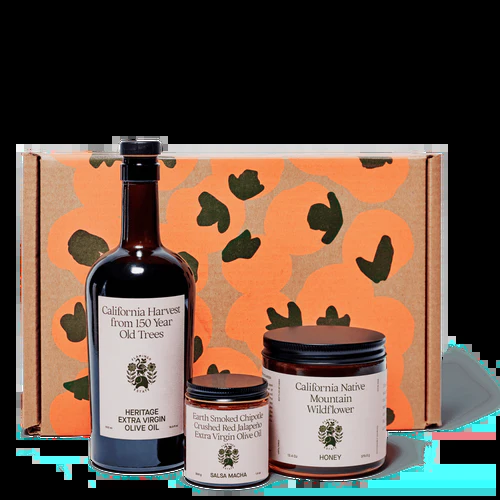 California Harvest
from 150 Year
Old Trees
HERITAGE
EXTRA VIRGIN
OLIVE OIL
Earth Smoked Chipotle
Crushed Red Jalapeño
Extra Virgin Olive Oil
SALSA MACHA
California Native
Mountain
Wildflower
HONEY